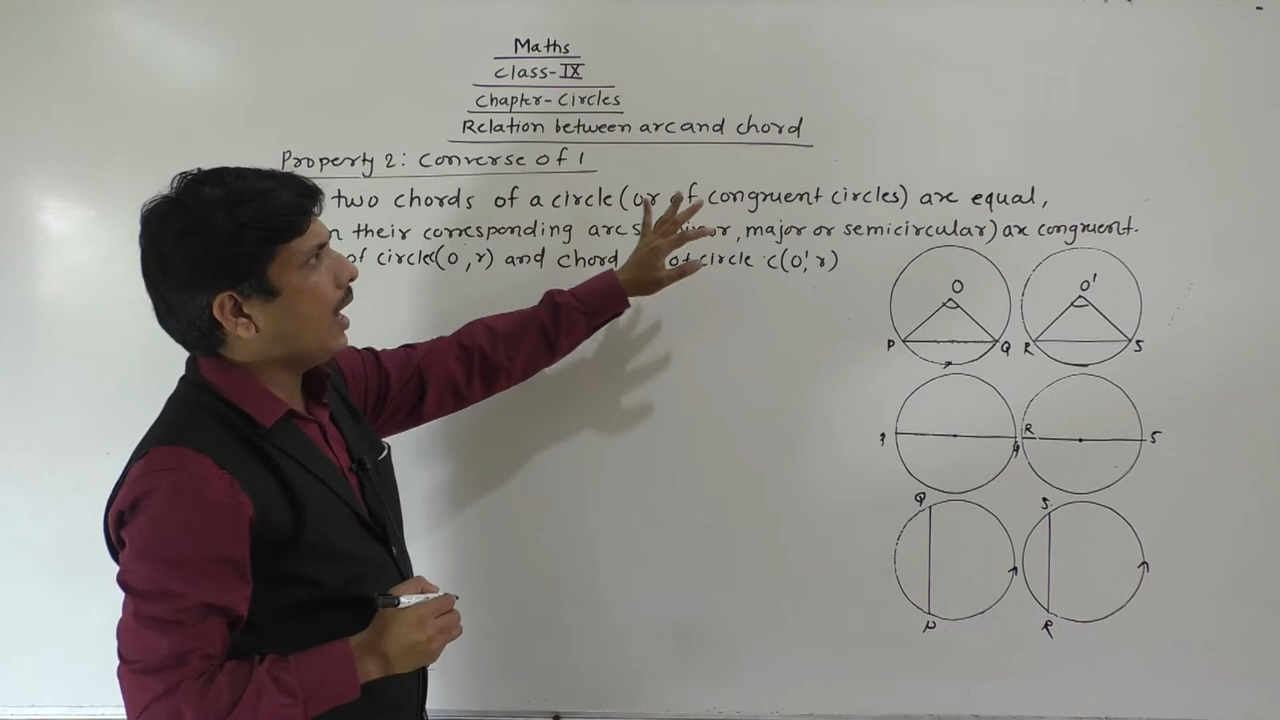 Maths
Class-IX
Chapter-Circles
Relation between arc and chord
Property 2: Converse of 1
two chords of a circle (or of congruent circles) are equal,
their corresponding arcs major or semicircular) are congruent.
of circle(O, r) and chord of circle C(O', r)
O O'
P Q R S
P Q R S
Q S
P R